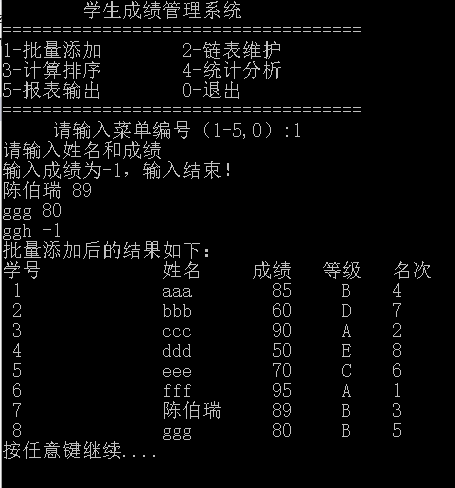 学生成绩管理系统
========================================
1-批量添加 2-链表维护
3-计算排序 4-统计分析
5-报表输出 0-退出
========================================
请输入菜单编号（1-5,0）:1
请输入姓名和成绩
输入成绩为-1，输入结束！
陈伯瑞 89
ggg 80
ggh -1
批量添加后的结果如下：
学号 姓名 成绩 等级 名次
1 aaa 85 B 4
2 bbb 60 D 7
3 ccc 90 A 2
4 ddd 50 E 8
5 eee 70 C 6
6 fff 95 A 1
7 陈伯瑞 89 B 3
8 ggg 80 B 5
按任意键继续....